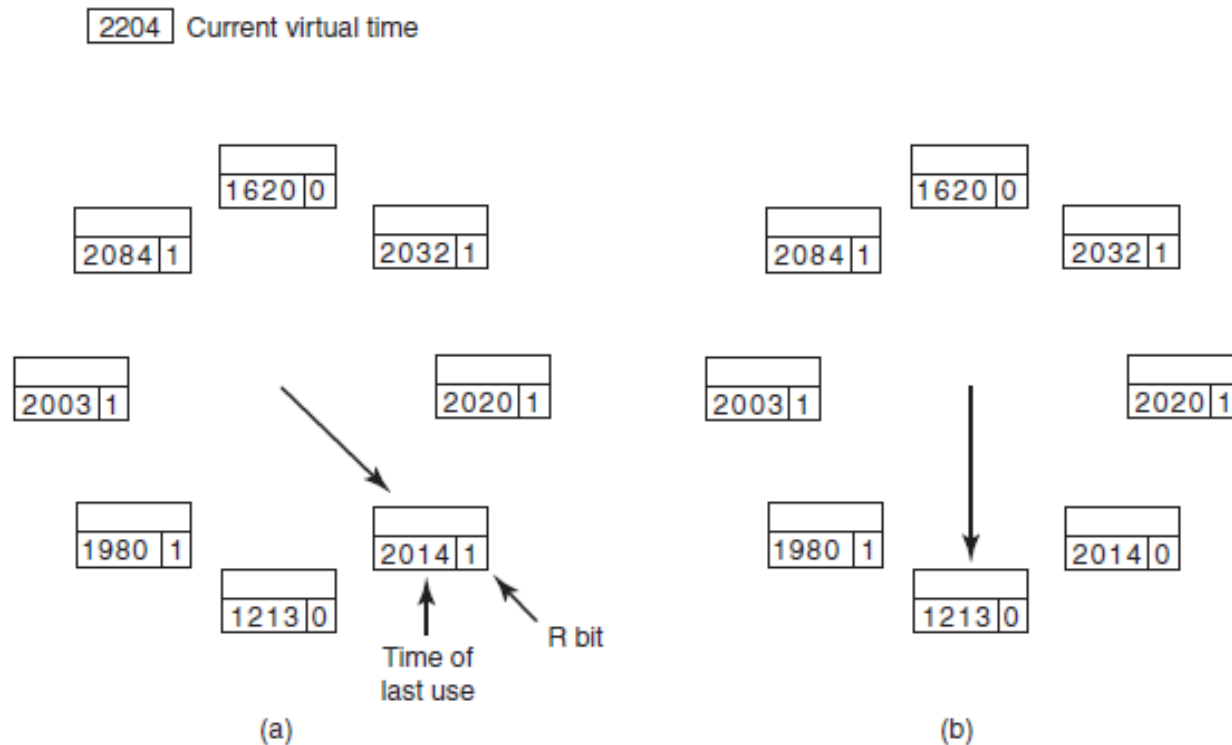 2204 Current virtual time
1620 0
2084 1
2032 1
2003 1
2020 1
1980 1
2014 1
1213 0
R bit
Time of
last use
(a)
1620 0
2084 1
2032 1
2003 1
2020 1
1980 1
2014 0
1213 0
(b)